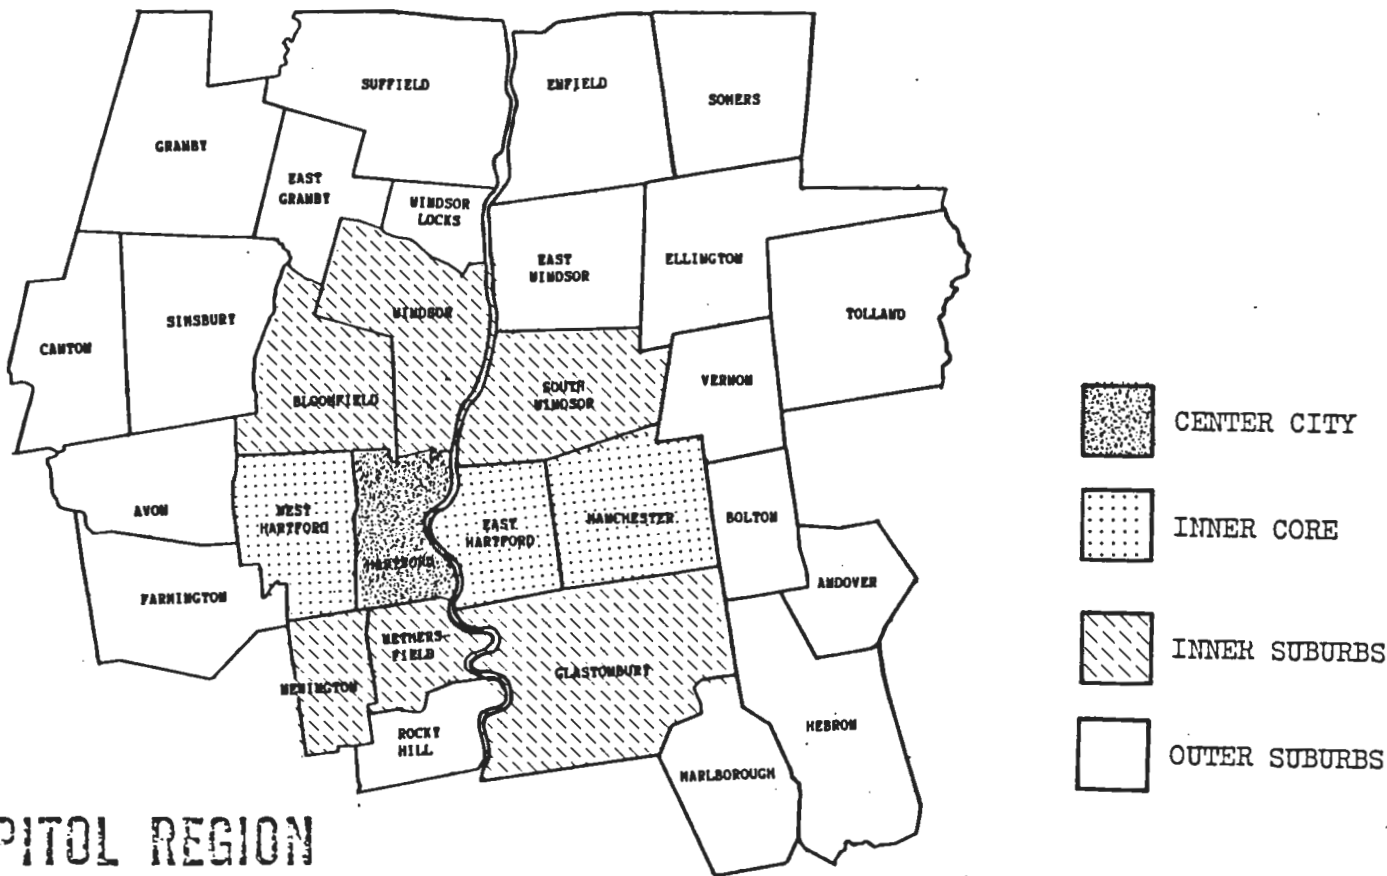 SUFFIELD
ENFIELD
SOMERS
GRANBY
EAST
GRANBY
WINDSOR
LOCKS
EAST
WINDSOR
ELLINGTON
TOLLAND
SIMSBURY
WINDSOR
CANTON
VERNON
SOUTH
WINDSOR
BLOOMFIELD
AVON
WEST
HARTFORD
HARTFORD
EAST
HARTFORD
MANCHESTER
BOLTON
ANDOVER
FARMINGTON
WETHERS-
FIELD
NEWINGTON
GLASTONBURY
ROCKY
HILL
HEBRON
MARLBOROUGH
CENTER CITY
INNER CORE
INNER SUBURBS
OUTER SUBURBS
PITOL REGION